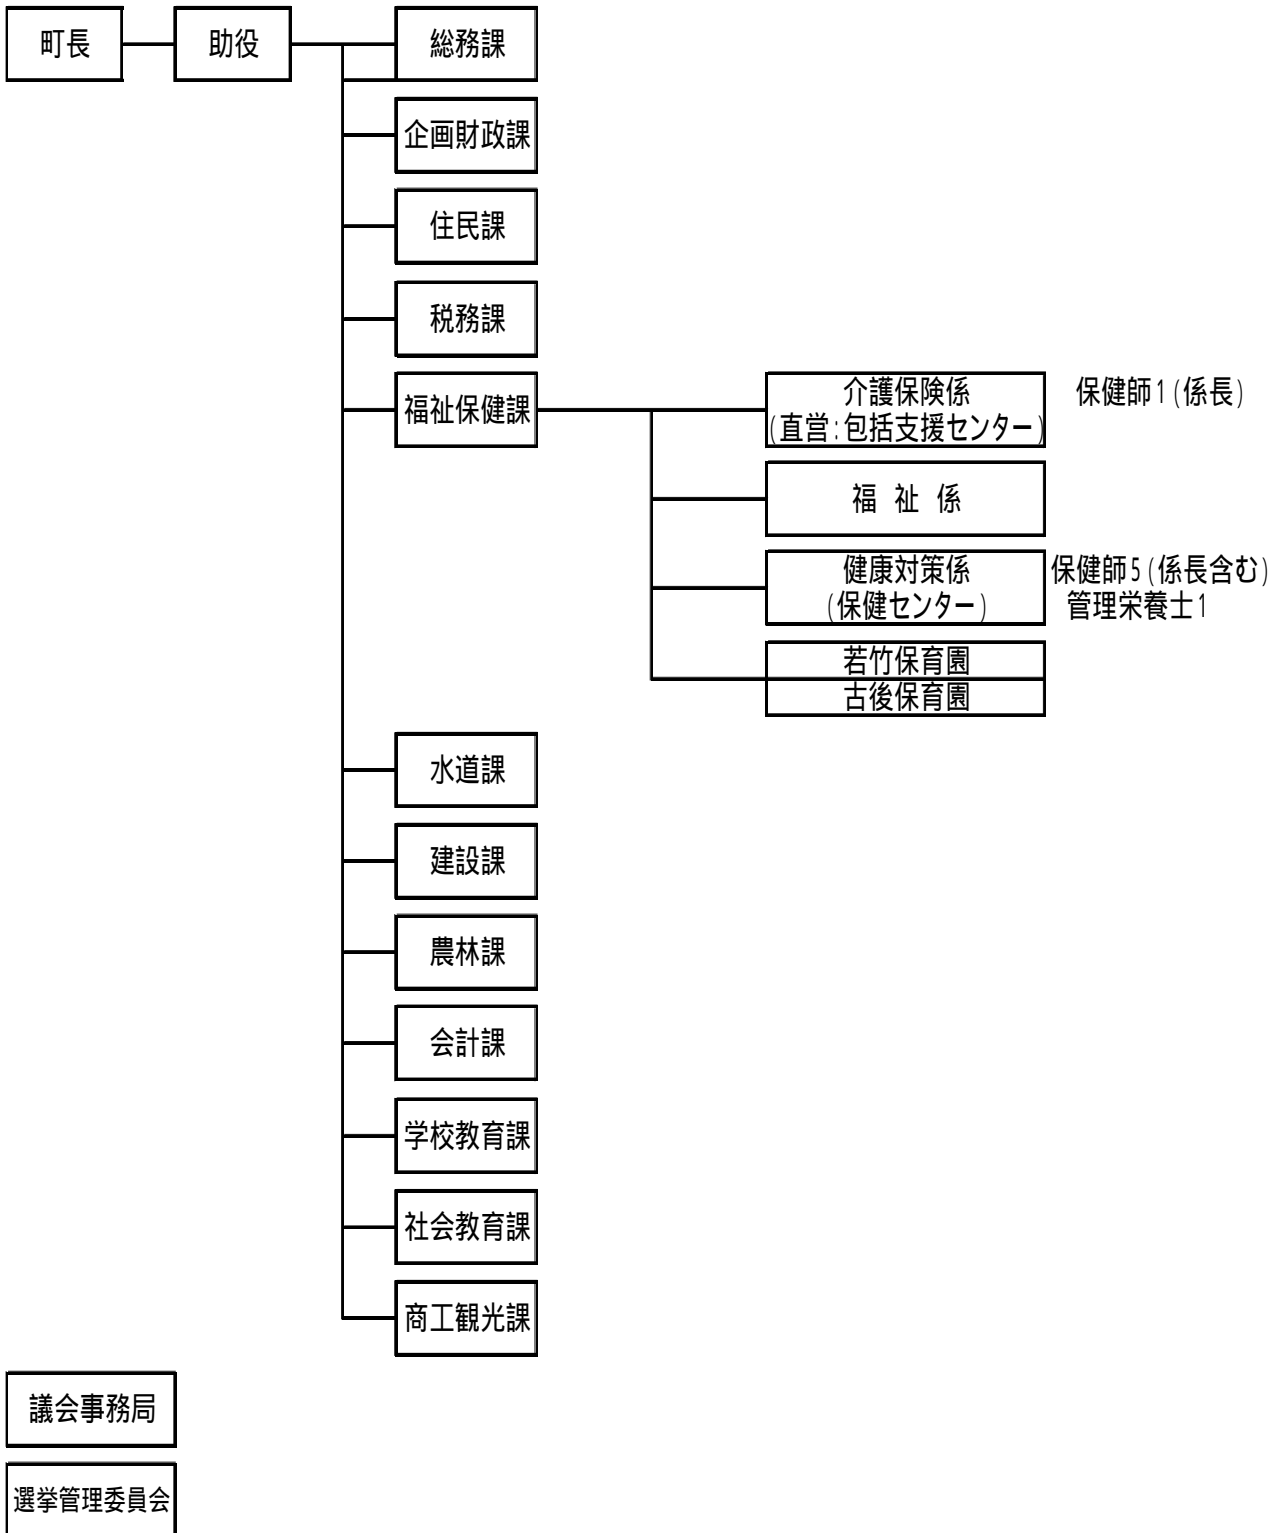 町長
助役
総務課
企画財政課
住民課
税務課
福祉保健課
介護保険係
(直営:包括支援センター)
保健師1(係長)
福 祉 係
健康対策係
(保健センター)
保健師5(係長含む)
管理栄養士1
若竹保育園
古後保育園
水道課
建設課
農林課
会計課
学校教育課
社会教育課
商工観光課
議会事務局
選挙管理委員会